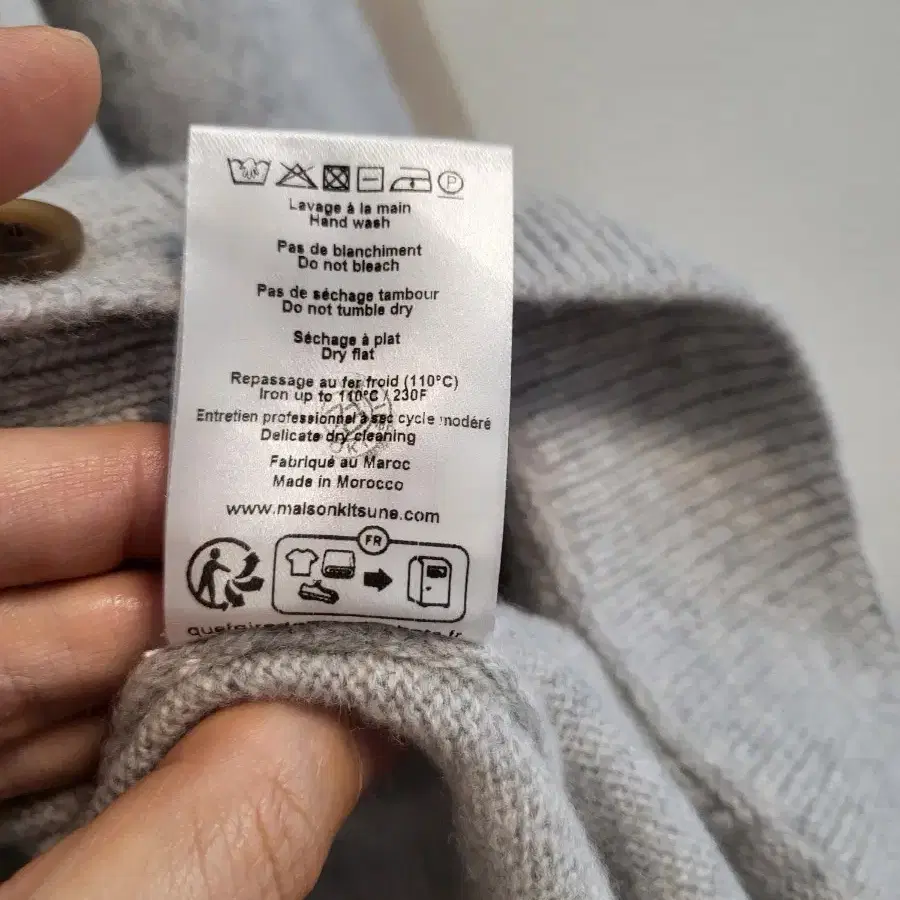 P
Lavage à la main
Hand wash
Pas de blanchiment
Do not bleach
Pas de séchage tambour
Do not tumble dry
Séchage à plat
Dry flat
Repassage au fer froid (110°C)
Iron up to 110°C / 230F
Entretien professionnel à sec cycle modéré
Delicate dry cleaning
Fabriqué au Maroc
Made in Morocco
www.maisonkitsune.com
FR